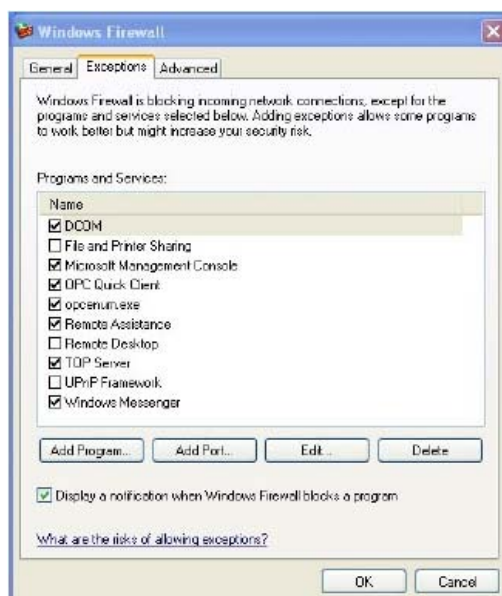 Windows Firewall
General Exceptions Advanced
Windows Firewall is blocking incoming network connections, except for the
programs and services selected below. Adding exceptions allows some programs
to work better but might increase your security risk.
Programs and Services:
Name
DCOM
File and Printer Sharing
Microsoft Management Console
OPC Quick Client
opcenum.exe
Remote Assistance
Remote Desktop
TOP Server
UPnP Framework
Windows Messenger
Add Program... Add Port... Edit... Delete
Display a notification when Windows Firewall blocks a program
What are the risks of allowing exceptions?
OK Cancel